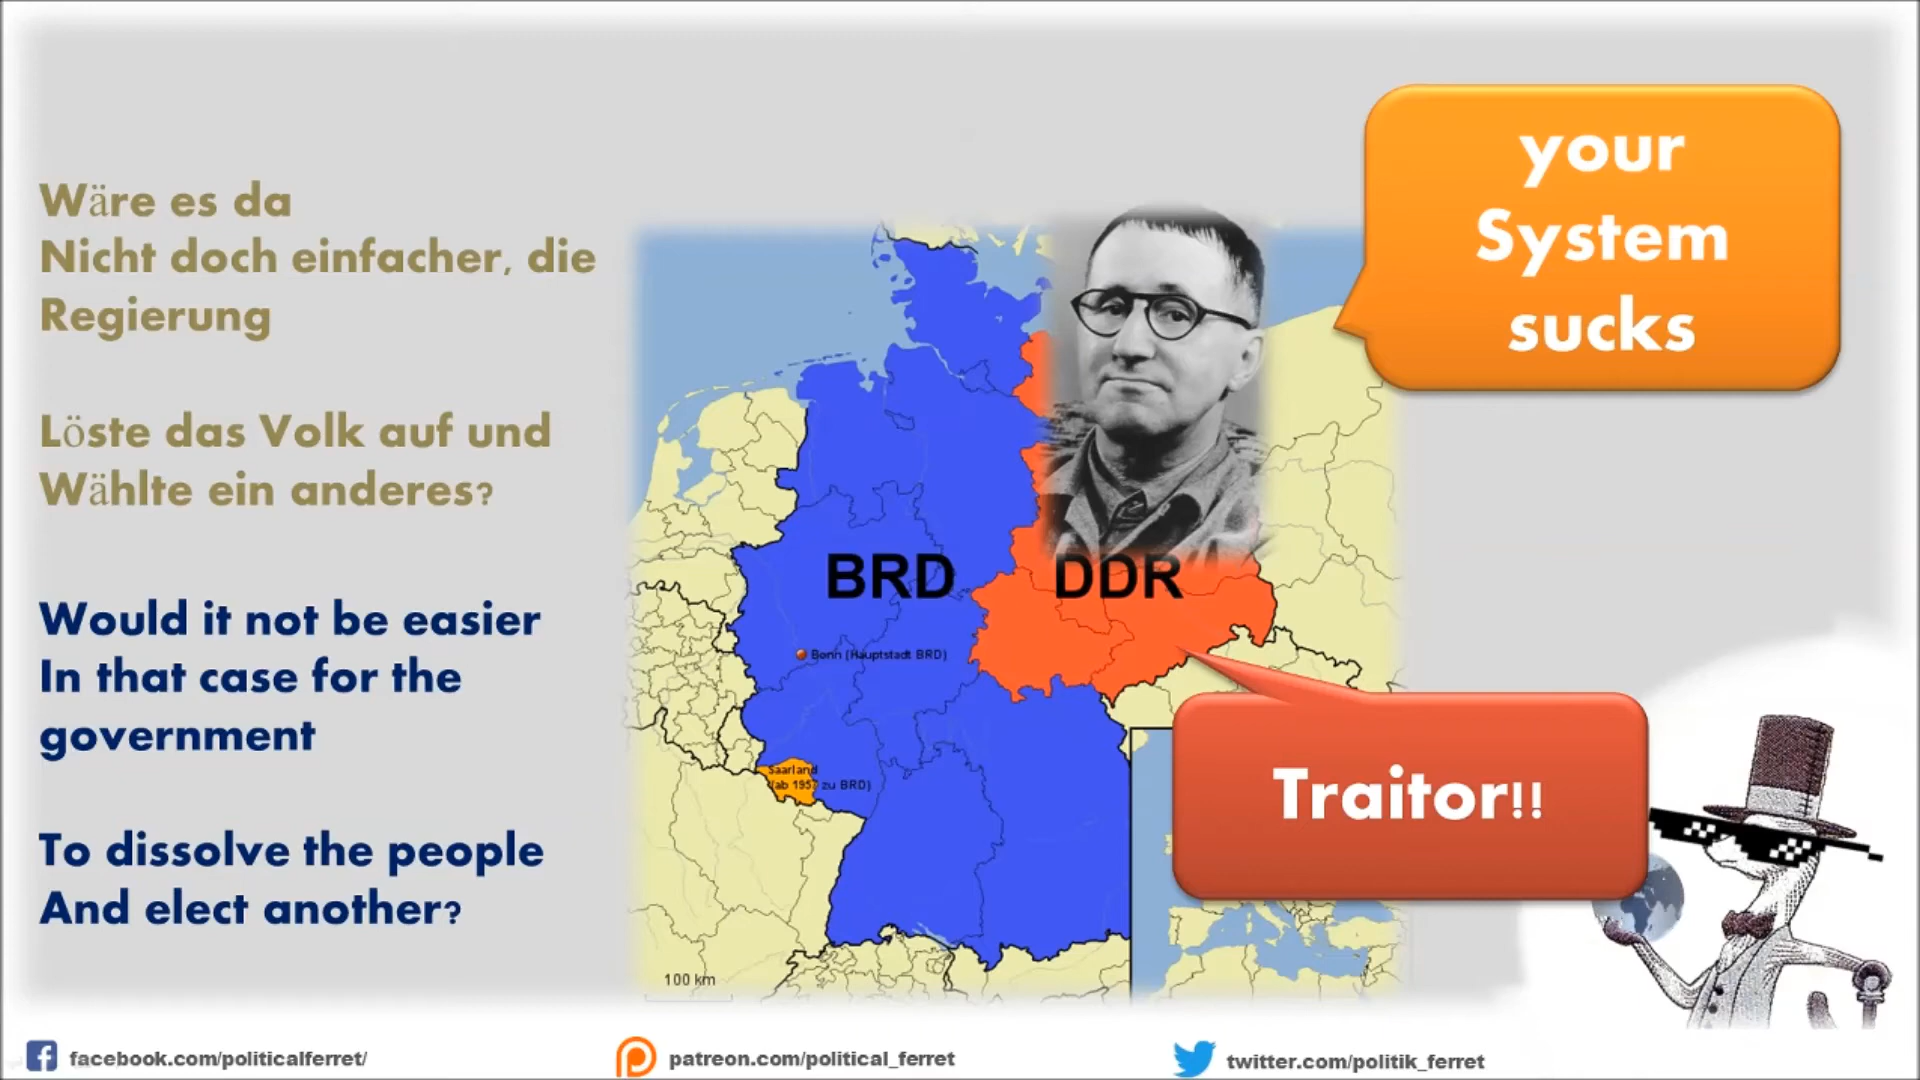 Wäre es da
Nicht doch einfacher, die
Regierung
Löste das Volk auf und
Wählte ein anderes?
Would it not be easier
In that case for the
government
To dissolve the people
And elect another?
your
System
sucks
BRD
DDR
Bonn (Hauptstadt BRD)
Saarland
(ab 1957 zu BRD)
100 km
Traitor!!
facebook.com/politicalferret/
patreon.com/political_ferret
twitter.com/politik_ferret